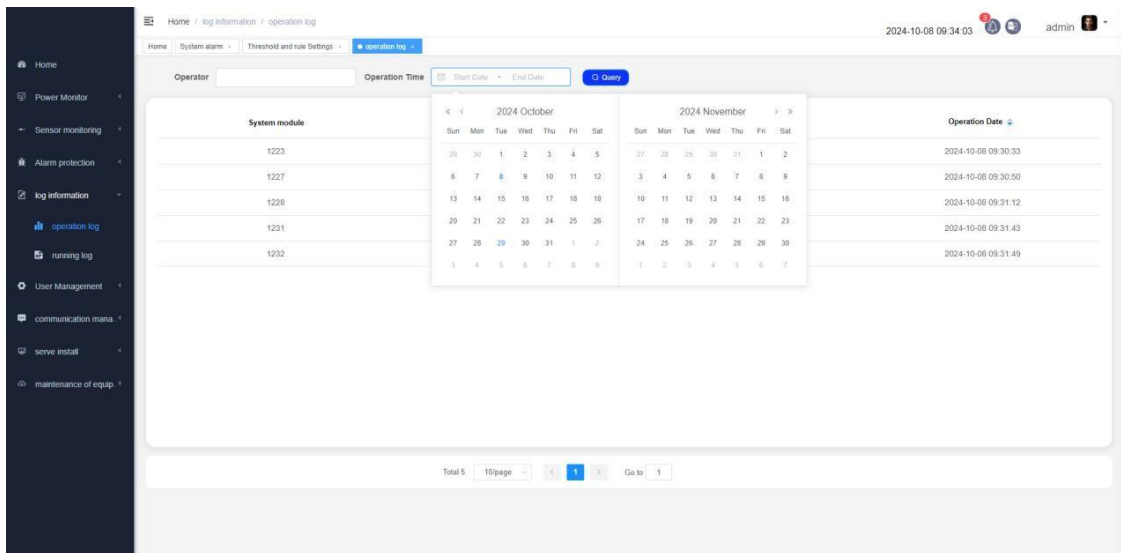 Home / log information / operation log
2024-10-08 09:34:03
3
admin
Home
System alarm ×
Threshold and rule Settings ×
operation log ×
Home
Power Monitor
Sensor monitoring
Alarm protection
log information
operation log
running log
User Management
communication mana..
serve install
maintenance of equip.
Operator
Operation Time
Start Date - End Date
Query
System module
Operation Date
1223
2024-10-08 09:30:33
1227
2024-10-08 09:30:50
1228
2024-10-08 09:31:12
1231
2024-10-08 09:31:43
1232
2024-10-08 09:31:49
« < 2024 October
Sun Mon Tue Wed Thu Fri Sat
29 30 1 2 3 4 5
6 7 8 9 10 11 12
13 14 15 16 17 18 19
20 21 22 23 24 25 26
27 28 29 30 31 1 2
3 4 5 6 7 8 9
2024 November > »
Sun Mon Tue Wed Thu Fri Sat
27 28 29 30 31 1 2
3 4 5 6 7 8 9
10 11 12 13 14 15 16
17 18 19 20 21 22 23
24 25 26 27 28 29 30
1 2 3 4 5 6 7
Total 5 10/page < 1 > Go to 1